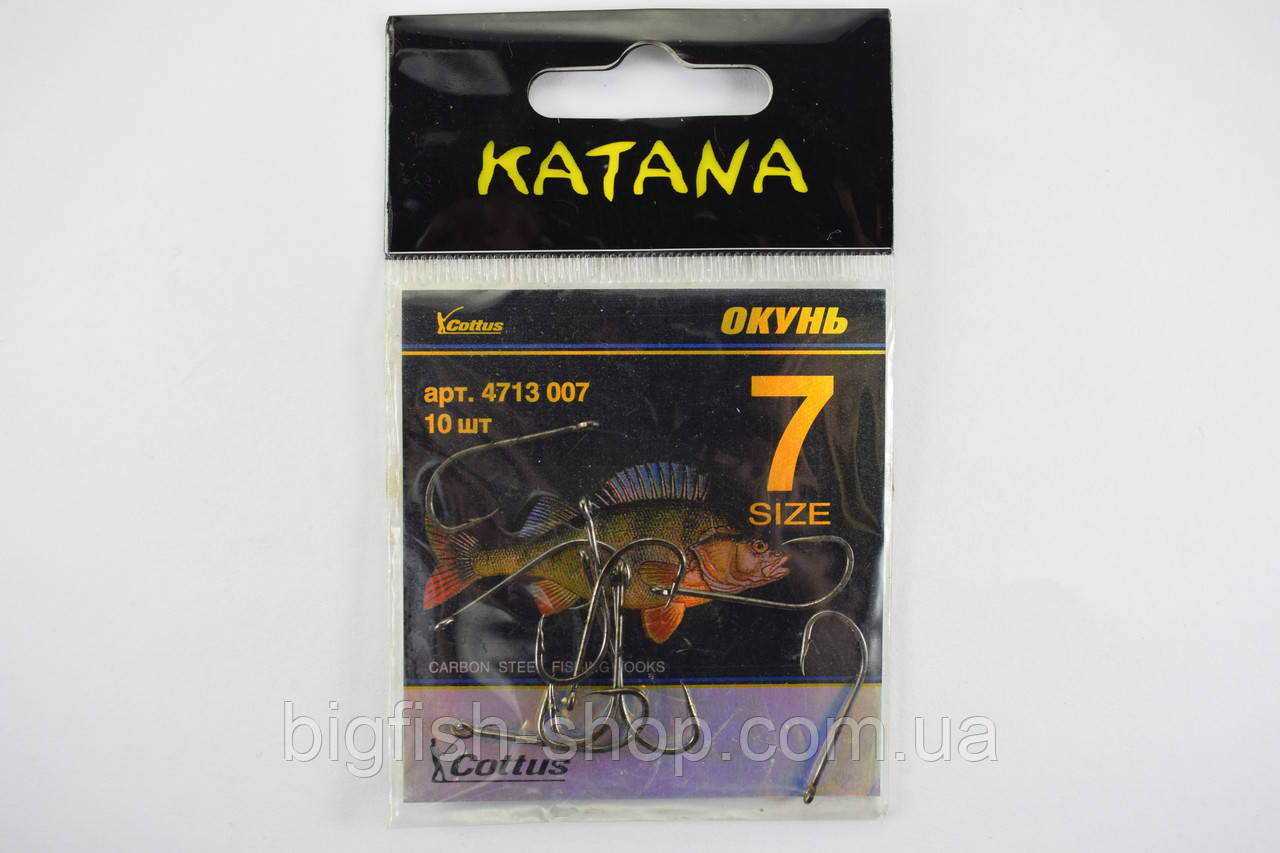 KATANA
Cottus
ОКУНЬ
арт. 4713 007
10 шт
7
SIZE
CARBON STEEL FISHING HOOKS
bigfish-shop.com.ua
Cottus